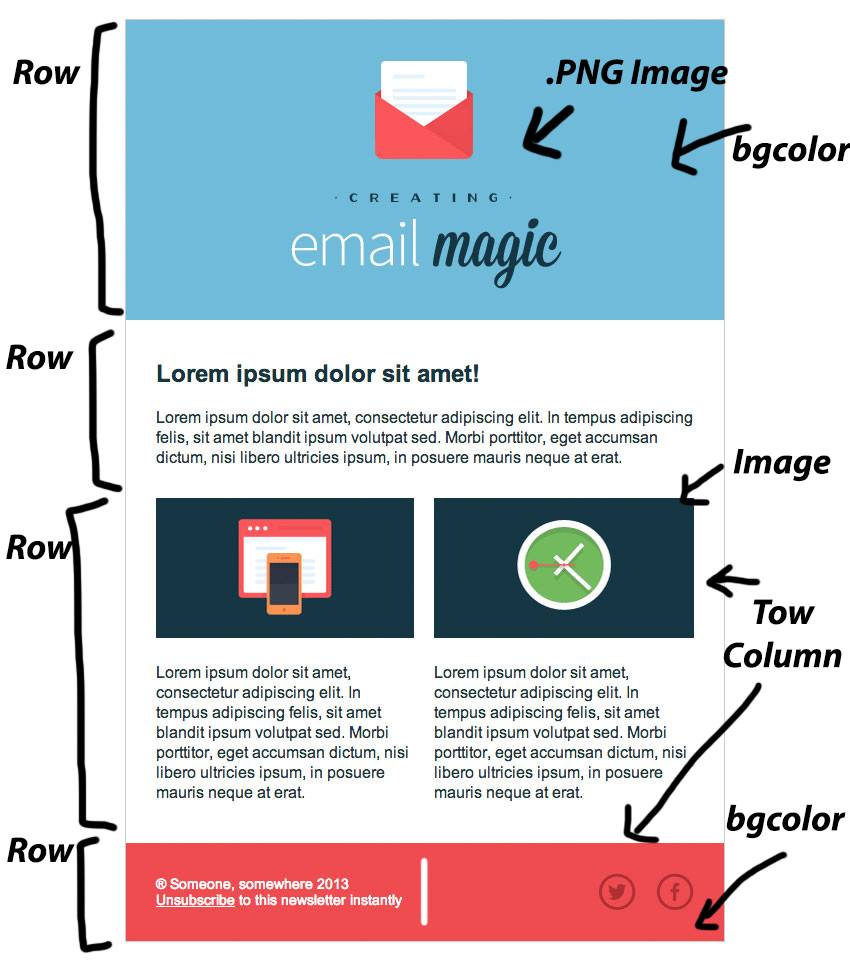 Row
.PNG Image
bgcolor
· CREATING ·
email magic
Row
Lorem ipsum dolor sit amet!
Lorem ipsum dolor sit amet, consectetur adipiscing elit. In tempus adipiscing
felis, sit amet blandit ipsum volutpat sed. Morbi porttitor, eget accumsan
dictum, nisi libero ultricies ipsum, in posuere mauris neque at erat.
Image
Row
Tow
Column
Lorem ipsum dolor sit amet,
consectetur adipiscing elit. In
tempus adipiscing felis, sit amet
blandit ipsum volutpat sed. Morbi
porttitor, eget accumsan dictum, nisi
libero ultricies ipsum, in posuere
mauris neque at erat.
Lorem ipsum dolor sit amet,
consectetur adipiscing elit. In
tempus adipiscing felis, sit amet
blandit ipsum volutpat sed. Morbi
porttitor, eget accumsan dictum, nisi
libero ultricies ipsum, in posuere
mauris neque at erat.
bgcolor
Row
® Someone, somewhere 2013
Unsubscribe to this newsletter instantly